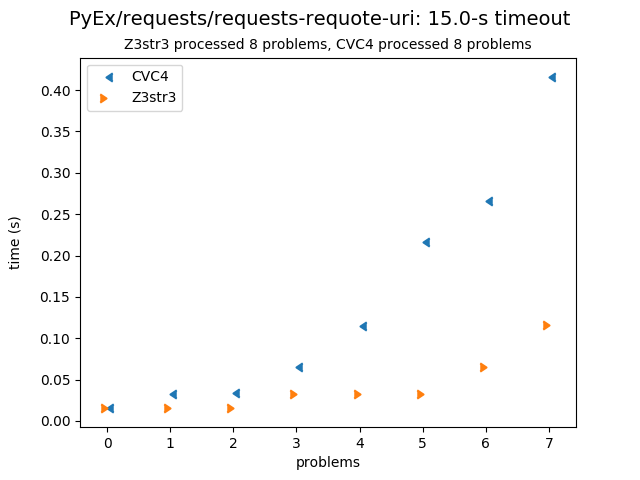 PyEx/requests/requests-requote-uri: 15.0-s timeout
Z3str3 processed 8 problems, CVC4 processed 8 problems
CVC4
Z3str3
0.40
0.35
0.30
0.25
0.20
0.15
0.10
0.05
0.00
time (s)
0 1 2 3 4 5 6 7
problems